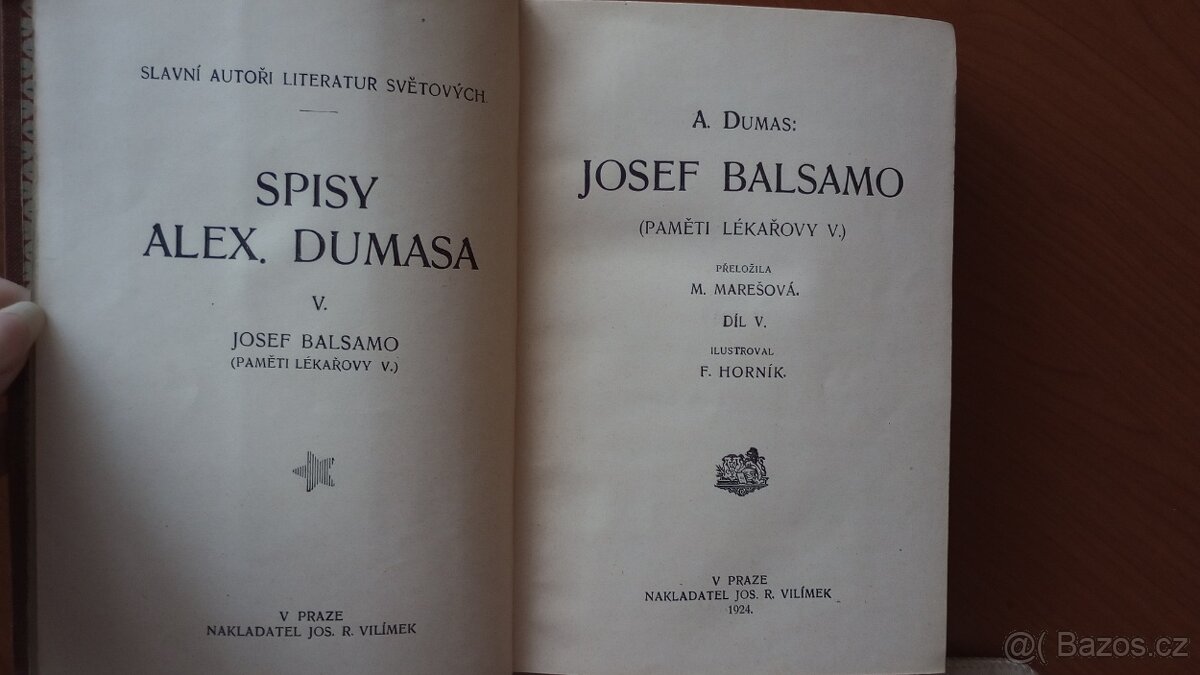 SLAVNÍ AUTOŘI LITERATUR SVĚTOVÝCH.
SPISY
ALEX. DUMASA
V.
JOSEF BALSAMO
(PAMĚTI LÉKAŘOVY V.)
V PRAZE
NAKLADATEL JOS. R. VILÍMEK
A. DUMAS:
JOSEF BALSAMO
(PAMĚTI LÉKAŘOVY V.)
PŘELOŽILA
M. MAREŠOVÁ.
DÍL V.
ILUSTROVAL
F. HORNÍK.
V PRAZE
NAKLADATEL JOS. R. VILÍMEK
1924.
@( Bazos.cz